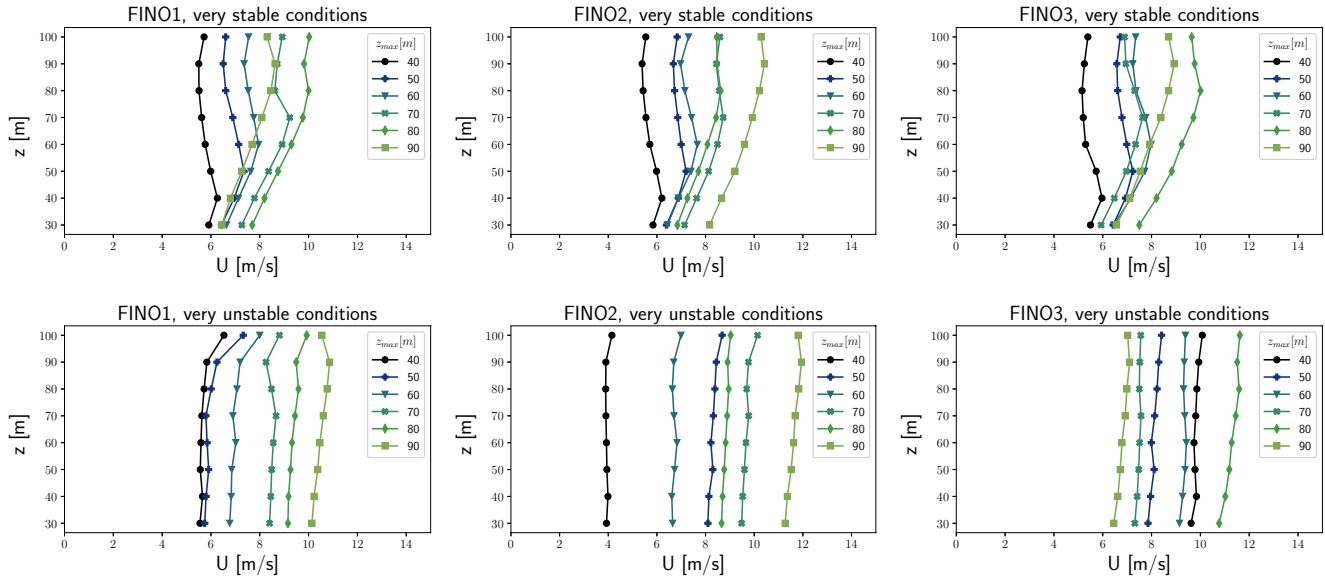 FINO1, very stable conditions
100
90
80
70
60
50
40
30
z [m]
0 2 4 6 8 10 12 14
U [m/s]
z_max[m]
40
50
60
70
80
90
FINO2, very stable conditions
100
90
80
70
60
50
40
30
z [m]
0 2 4 6 8 10 12 14
U [m/s]
z_max[m]
40
50
60
70
80
90
FINO3, very stable conditions
100
90
80
70
60
50
40
30
z [m]
0 2 4 6 8 10 12 14
U [m/s]
z_max[m]
40
50
60
70
80
90
FINO1, very unstable conditions
100
90
80
70
60
50
40
30
z [m]
0 2 4 6 8 10 12 14
U [m/s]
z_max[m]
40
50
60
70
80
90
FINO2, very unstable conditions
100
90
80
70
60
50
40
30
z [m]
0 2 4 6 8 10 12 14
U [m/s]
z_max[m]
40
50
60
70
80
90
FINO3, very unstable conditions
100
90
80
70
60
50
40
30
z [m]
0 2 4 6 8 10 12 14
U [m/s]
z_max[m]
40
50
60
70
80
90